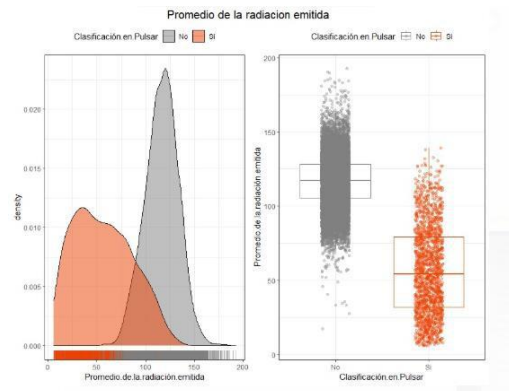 Promedio de la radiacion emitida
Clasificación.en.Pulsar No Si
Clasificación.en.Pulsar No Si
density
0.020
0.015
0.010
0.005
0.000
0 50 100 150 200
Promedio.de.la.radiación.emitida
Promedio.de.la.radiación.emitida
200
150
100
50
0
No Si
Clasificación.en.Pulsar